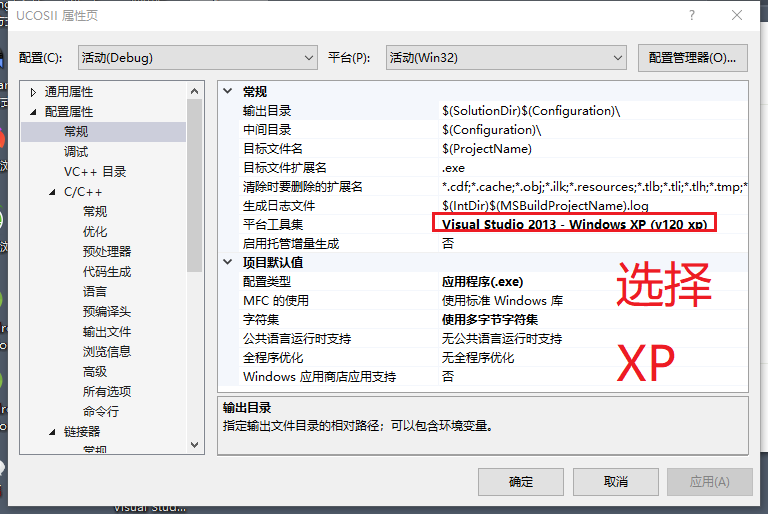 UCOSII 属性页
配置(C): 活动(Debug) 平台(P): 活动(Win32) 配置管理器(O)...
通用属性
配置属性
常规
调试
VC++ 目录
C/C++
常规
优化
预处理器
代码生成
语言
预编译头
输出文件
浏览信息
高级
所有选项
命令行
链接器
常规
常规
输出目录 $(SolutionDir)$(Configuration)\
中间目录 $(Configuration)\
目标文件名 $(ProjectName)
目标文件扩展名 .exe
清除时要删除的扩展名 *.cdf;*.cache;*.obj;*.ilk;*.resources;*.tlb;*.tli;*.tlh;*.tmp;*
生成日志文件 $(IntDir)$(MSBuildProjectName).log
平台工具集 Visual Studio 2013 - Windows XP (v120_xp)
启用托管增量生成 否
项目默认值
配置类型 应用程序(.exe)
MFC 的使用 使用标准 Windows 库
字符集 使用多字节字符集
公共语言运行时支持 无公共语言运行时支持
全程序优化 无全程序优化
Windows 应用商店应用支持 否
选择
XP
输出目录
指定输出文件目录的相对路径；可以包含环境变量。
确定 取消 应用(A)
Visual Stud...